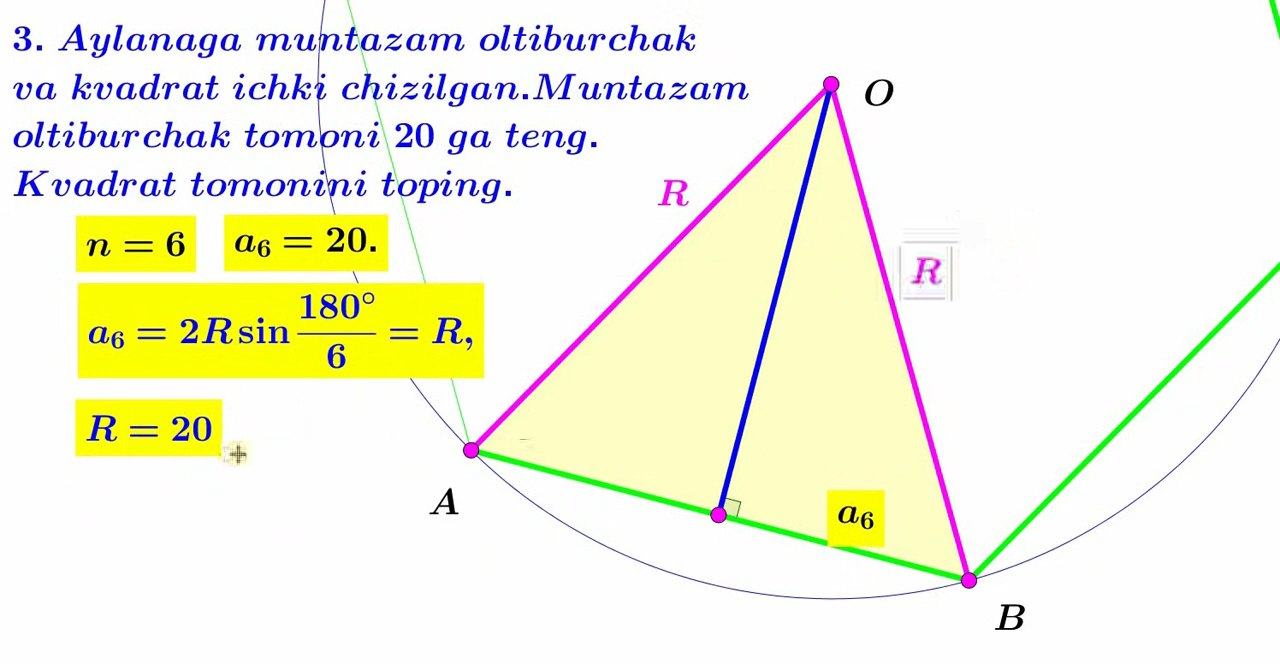 3. Aylanaga muntazam oltiburchak
va kvadrat ichki chizilgan.Muntazam
oltiburchak tomoni 20 ga teng.
Kvadrat tomonini toping.
n = 6
a₆ = 20.
a₆ = 2R sin 180°/6 = R,
R = 20
O
R
R
A
a₆
B